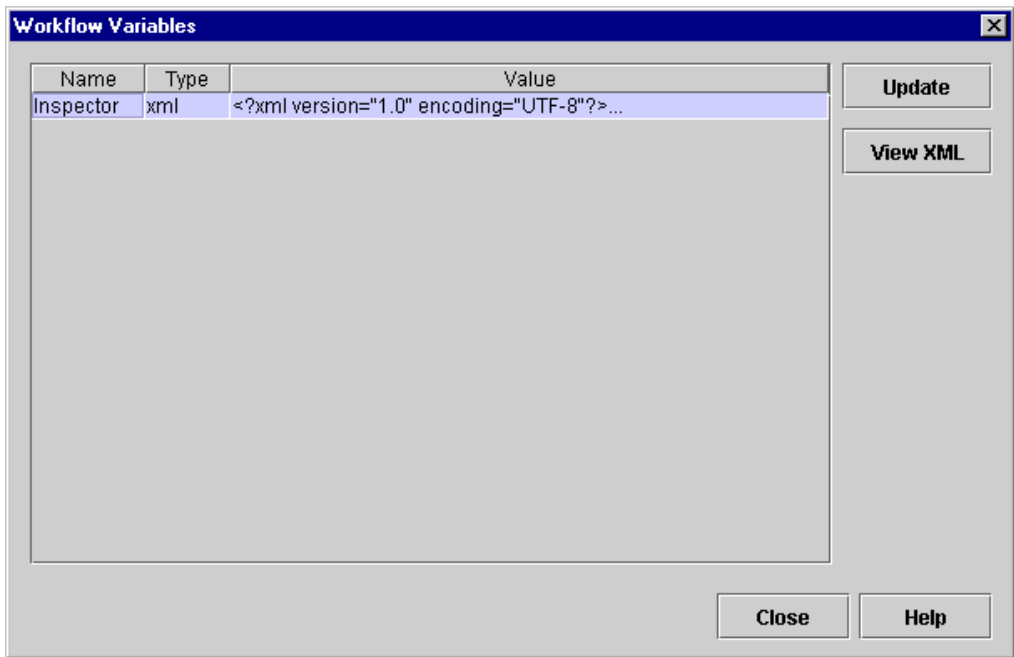 Workflow Variables
Name Type Value Update
Inspector xml <?xml version="1.0" encoding="UTF-8"?>...
View XML
Close Help